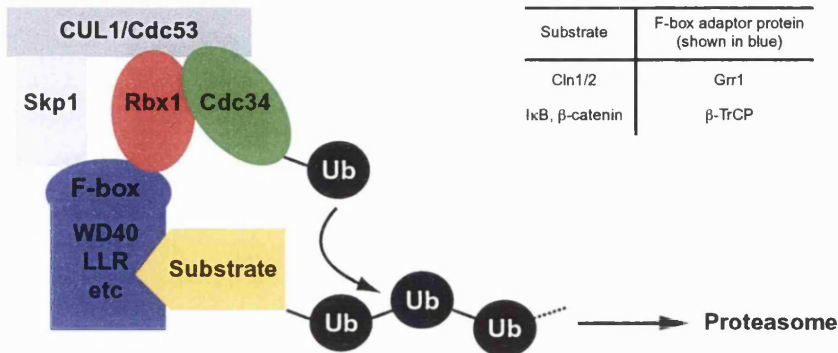 CUL1/Cdc53
Skp1
Rbx1
Cdc34
Ub
F-box
WD40
LLR
etc
Substrate
Ub
Ub
Ub
Proteasome
Substrate
F-box adaptor protein
(shown in blue)
Cln1/2
Grr1
IκB, β-catenin
β-TrCP